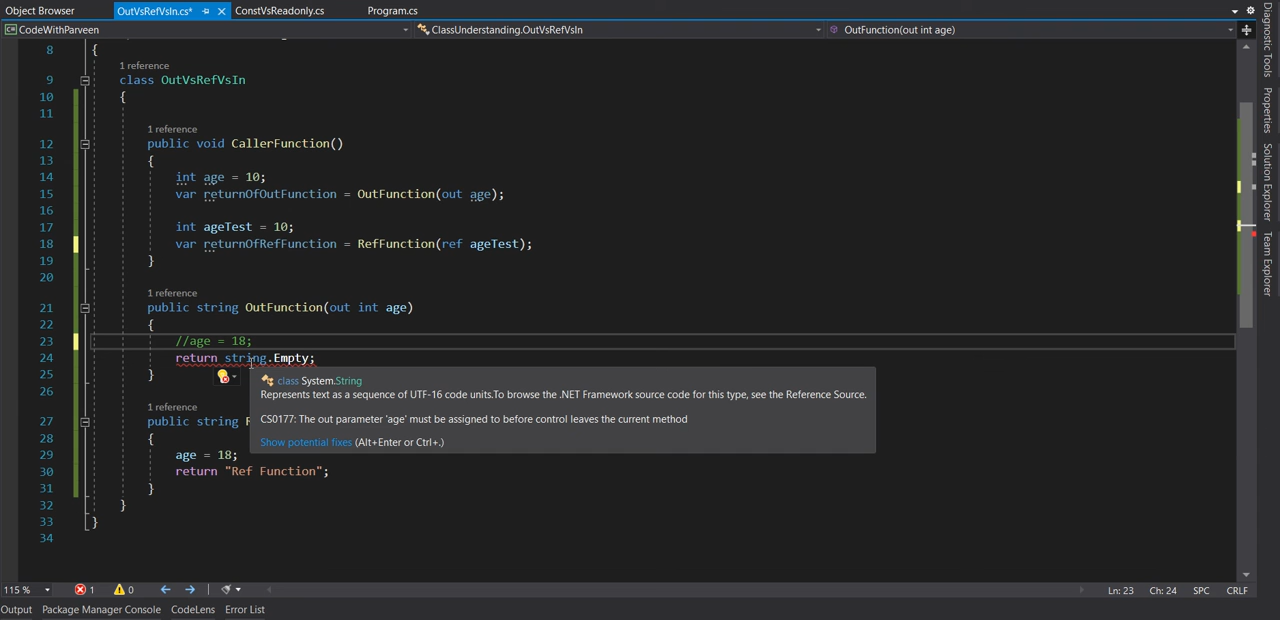 Object Browser OutVsRefVsIn.cs* ConstVsReadonly.cs Program.cs
CodeWithParveen ClassUnderstanding.OutVsRefVsIn OutFunction(out int age)
8 {
1 reference
9 class OutVsRefVsIn
10 {
11
1 reference
12 public void CallerFunction()
13 {
14 int age = 10;
15 var returnOfOutFunction = OutFunction(out age);
16
17 int ageTest = 10;
18 var returnOfRefFunction = RefFunction(ref ageTest);
19 }
20
1 reference
21 public string OutFunction(out int age)
22 {
23 //age = 18;
24 return string.Empty;
25 }
class System.String
26
Represents text as a sequence of UTF-16 code units.To browse the .NET Framework source code for this type, see the Reference Source.
1 reference
CS0177: The out parameter 'age' must be assigned to before control leaves the current method
27 public string R
28 {
Show potential fixes (Alt+Enter or Ctrl+.)
29 age = 18;
30 return "Ref Function";
31 }
32 }
33 }
34
115 % 1 0 Ln: 23 Ch: 24 SPC CRLF
Output Package Manager Console CodeLens Error List
Diagnostic Tools
Properties
Solution Explorer
Team Explorer